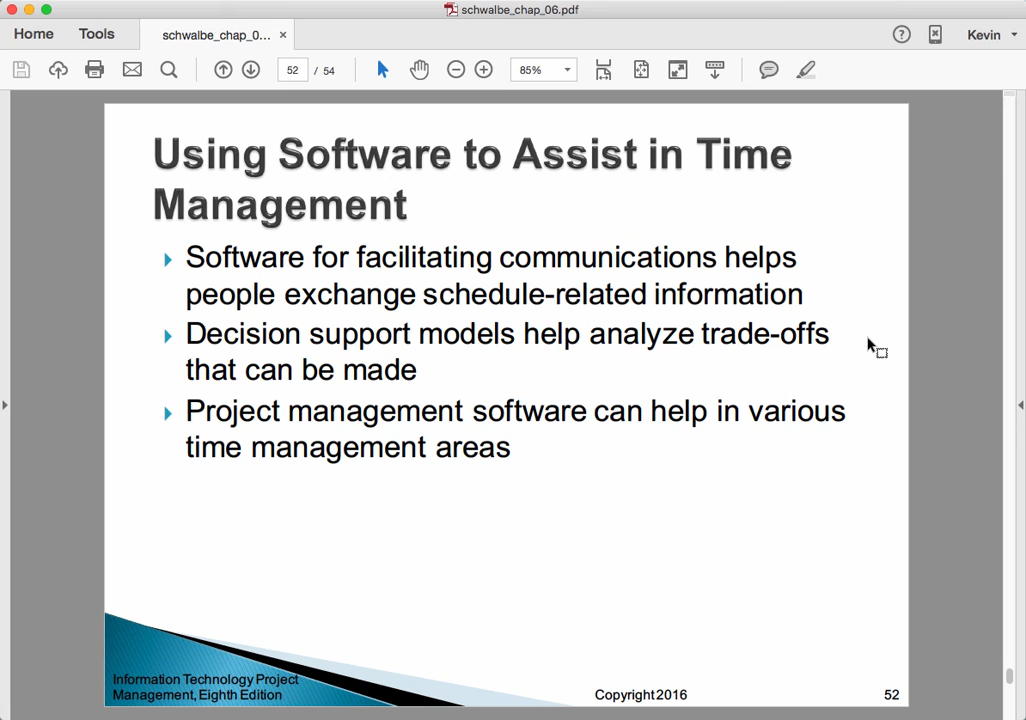 schwalbe_chap_06.pdf
Home Tools schwalbe_chap_0... × Kevin
52 / 54 85%
Using Software to Assist in Time
Management
Software for facilitating communications helps
people exchange schedule-related information
Decision support models help analyze trade-offs
that can be made
Project management software can help in various
time management areas
Information Technology Project
Management, Eighth Edition
Copyright 2016
52